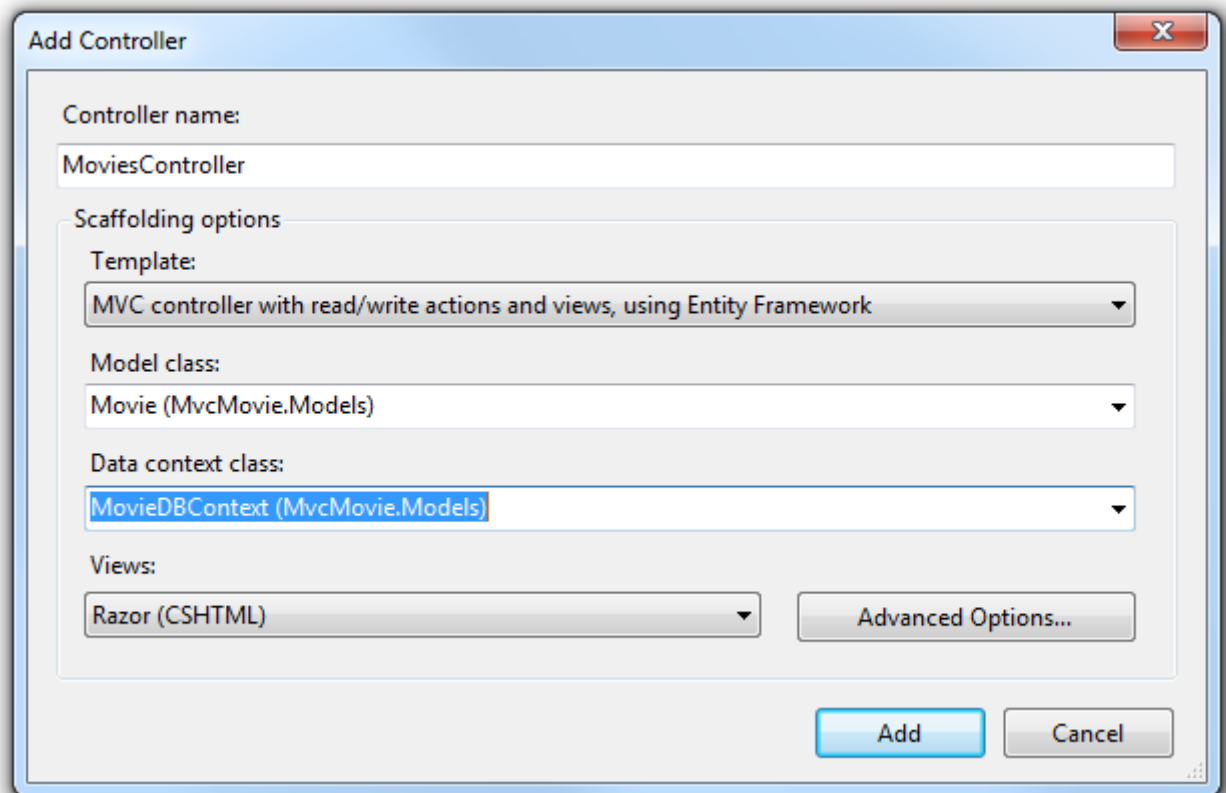 Add Controller
Controller name:
MoviesController
Scaffolding options
Template:
MVC controller with read/write actions and views, using Entity Framework
Model class:
Movie (MvcMovie.Models)
Data context class:
MovieDBContext (MvcMovie.Models)
Views:
Razor (CSHTML)
Advanced Options...
Add
Cancel